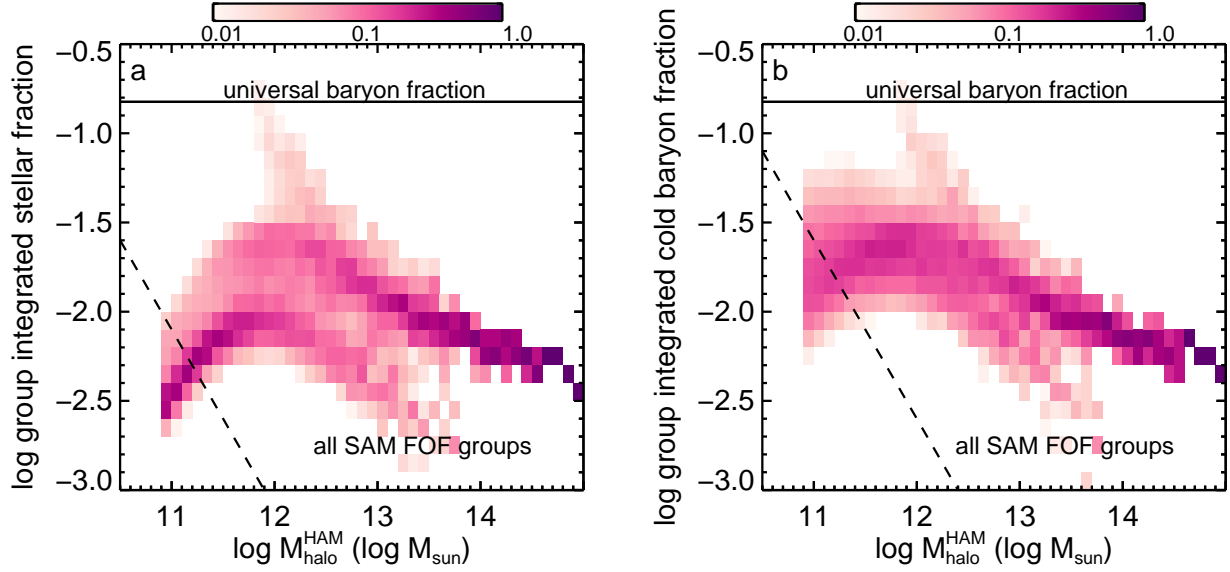 0.01 0.1 1.0
a
universal baryon fraction
−0.5
−1.0
−1.5
−2.0
−2.5
−3.0
log group integrated stellar fraction
all SAM FOF groups
11 12 13 14
log M_halo^HAM (log M_sun)
0.01 0.1 1.0
b
universal baryon fraction
−0.5
−1.0
−1.5
−2.0
−2.5
−3.0
log group integrated cold baryon fraction
all SAM FOF groups
11 12 13 14
log M_halo^HAM (log M_sun)